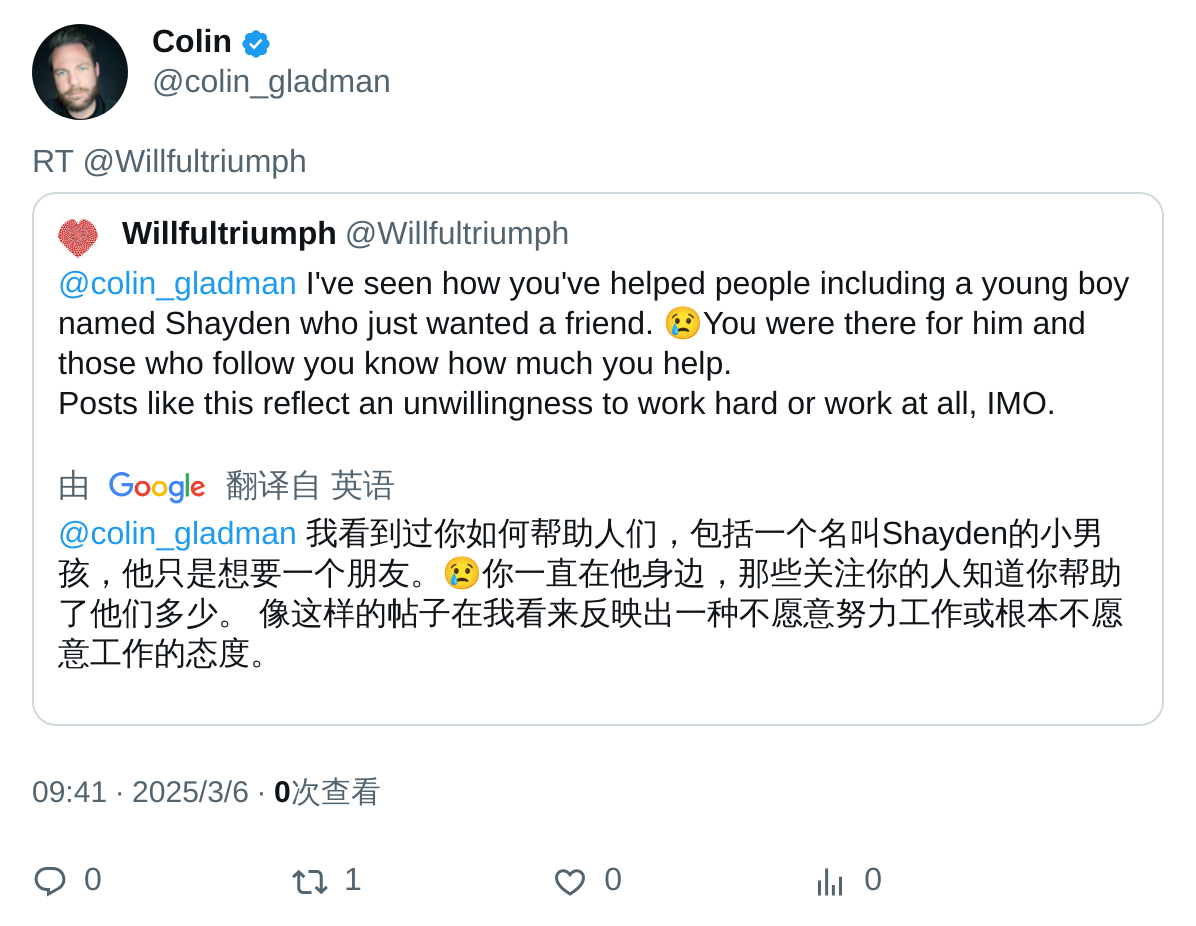 Colin
@colin_gladman
RT @Willfultriumph
Willfultriumph @Willfultriumph
@colin_gladman I've seen how you've helped people including a young boy
named Shayden who just wanted a friend. 😢You were there for him and
those who follow you know how much you help.
Posts like this reflect an unwillingness to work hard or work at all, IMO.
由 Google 翻译自 英语
@colin_gladman 我看到过你如何帮助人们，包括一个名叫Shayden的小男
孩，他只是想要一个朋友。😢你一直在他身边，那些关注你的人知道你帮助
了他们多少。 像这样的帖子在我看来反映出一种不愿意努力工作或根本不愿
意工作的态度。
09:41 · 2025/3/6 · 0次查看
0 1 0 0